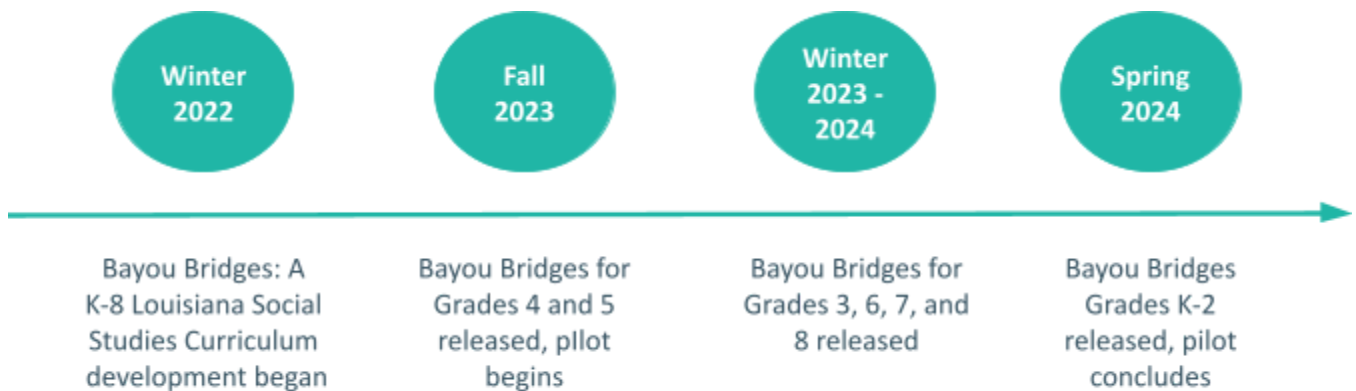 Winter
2022
Fall
2023
Winter
2023 -
2024
Spring
2024
Bayou Bridges: A
K-8 Louisiana Social
Studies Curriculum
development began
Bayou Bridges for
Grades 4 and 5
released, pIlot
begins
Bayou Bridges for
Grades 3, 6, 7, and
8 released
Bayou Bridges
Grades K-2
released, pilot
concludes